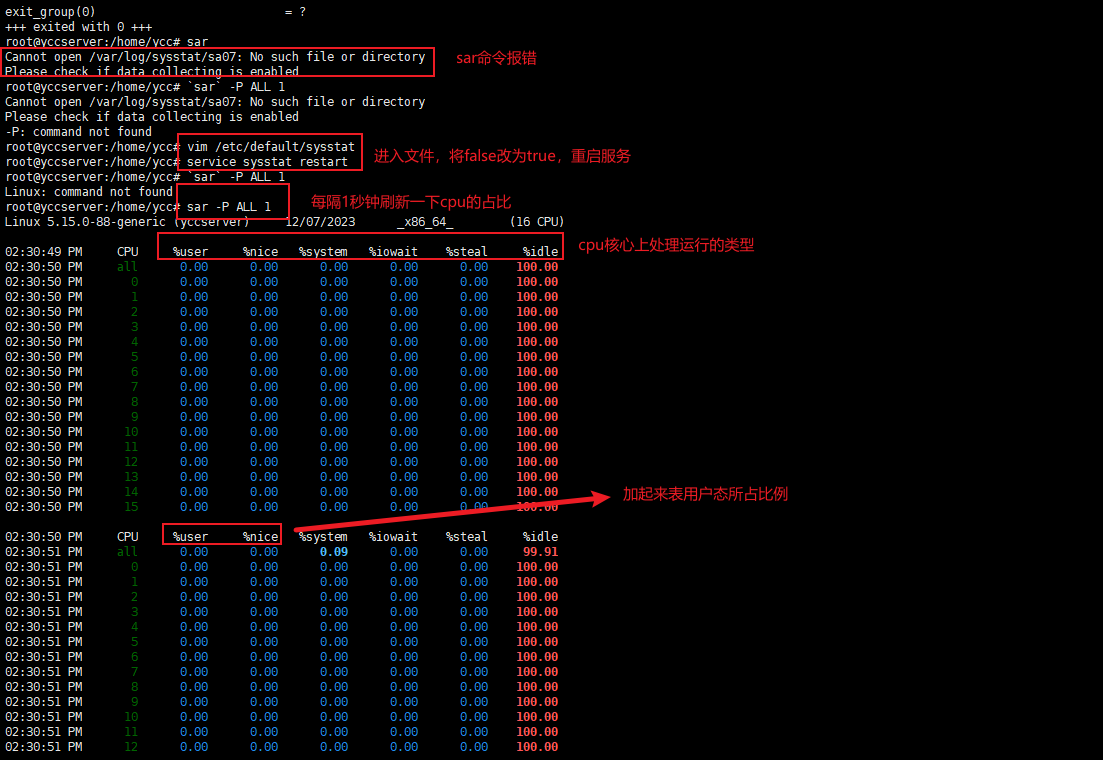 exit_group(0)                           = ?
+++ exited with 0 +++
root@yccserver:/home/ycc# sar
Cannot open /var/log/sysstat/sa07: No such file or directory
sar命令报错
Please check if data collecting is enabled
root@yccserver:/home/ycc# `sar` -P ALL 1
Cannot open /var/log/sysstat/sa07: No such file or directory
Please check if data collecting is enabled
-P: command not found
root@yccserver:/home/ycc# vim /etc/default/sysstat
进入文件，将false改为true，重启服务
root@yccserver:/home/ycc# service sysstat restart
root@yccserver:/home/ycc# `sar` -P ALL 1
Linux: command not found
每隔1秒钟刷新一下cpu的占比
root@yccserver:/home/ycc# sar -P ALL 1
Linux 5.15.0-88-generic (yccserver)     12/07/2023      _x86_64_        (16 CPU)
cpu核心上处理运行的类型
02:30:49 PM     CPU     %user     %nice   %system   %iowait    %steal     %idle
02:30:50 PM     all      0.00      0.00      0.00      0.00      0.00    100.00
02:30:50 PM       0      0.00      0.00      0.00      0.00      0.00    100.00
02:30:50 PM       1      0.00      0.00      0.00      0.00      0.00    100.00
02:30:50 PM       2      0.00      0.00      0.00      0.00      0.00    100.00
02:30:50 PM       3      0.00      0.00      0.00      0.00      0.00    100.00
02:30:50 PM       4      0.00      0.00      0.00      0.00      0.00    100.00
02:30:50 PM       5      0.00      0.00      0.00      0.00      0.00    100.00
02:30:50 PM       6      0.00      0.00      0.00      0.00      0.00    100.00
02:30:50 PM       7      0.00      0.00      0.00      0.00      0.00    100.00
02:30:50 PM       8      0.00      0.00      0.00      0.00      0.00    100.00
02:30:50 PM       9      0.00      0.00      0.00      0.00      0.00    100.00
02:30:50 PM      10      0.00      0.00      0.00      0.00      0.00    100.00
02:30:50 PM      11      0.00      0.00      0.00      0.00      0.00    100.00
02:30:50 PM      12      0.00      0.00      0.00      0.00      0.00    100.00
02:30:50 PM      13      0.00      0.00      0.00      0.00      0.00    100.00
02:30:50 PM      14      0.00      0.00      0.00      0.00      0.00    100.00
加起来表用户态所占比例
02:30:50 PM      15      0.00      0.00      0.00      0.00      0.00    100.00
02:30:50 PM     CPU     %user     %nice   %system   %iowait    %steal     %idle
02:30:51 PM     all      0.00      0.00      0.09      0.00      0.00     99.91
02:30:51 PM       0      0.00      0.00      0.00      0.00      0.00    100.00
02:30:51 PM       1      0.00      0.00      0.00      0.00      0.00    100.00
02:30:51 PM       2      0.00      0.00      0.00      0.00      0.00    100.00
02:30:51 PM       3      0.00      0.00      0.00      0.00      0.00    100.00
02:30:51 PM       4      0.00      0.00      0.00      0.00      0.00    100.00
02:30:51 PM       5      0.00      0.00      0.00      0.00      0.00    100.00
02:30:51 PM       6      0.00      0.00      0.00      0.00      0.00    100.00
02:30:51 PM       7      0.00      0.00      0.00      0.00      0.00    100.00
02:30:51 PM       8      0.00      0.00      0.00      0.00      0.00    100.00
02:30:51 PM       9      0.00      0.00      0.00      0.00      0.00    100.00
02:30:51 PM      10      0.00      0.00      0.00      0.00      0.00    100.00
02:30:51 PM      11      0.00      0.00      0.00      0.00      0.00    100.00
02:30:51 PM      12      0.00      0.00      0.00      0.00      0.00    100.00